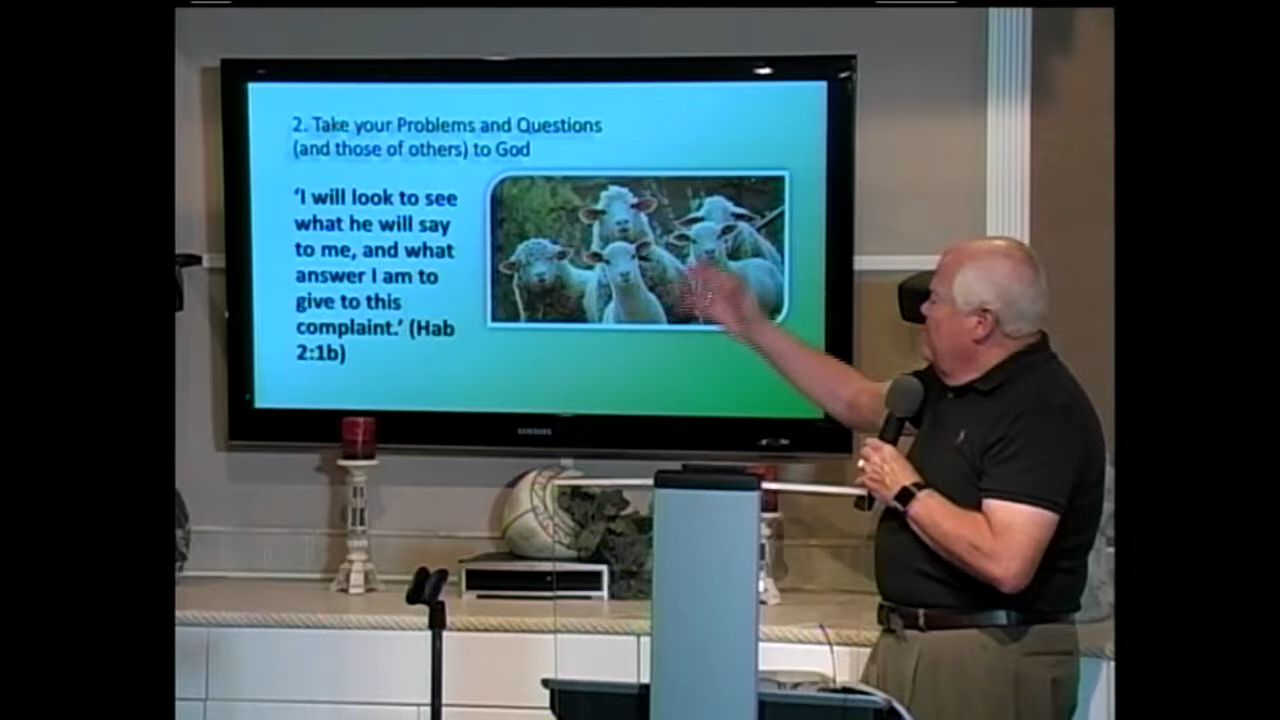 2. Take your Problems and Questions
(and those of others) to God
‘I will look to see
what he will say
to me, and what
answer I am to
give to this
complaint.’ (Hab
2:1b)
SAMSUNG